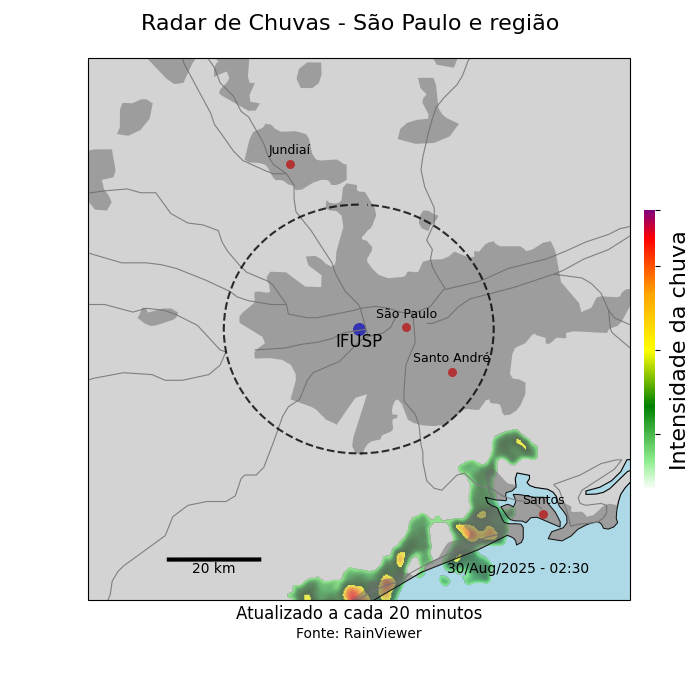 Radar de Chuvas - São Paulo e região
Jundiaí
São Paulo
IFUSP
Santo André
Santos
20 km
30/Aug/2025 - 02:30
Intensidade da chuva
Atualizado a cada 20 minutos
Fonte: RainViewer